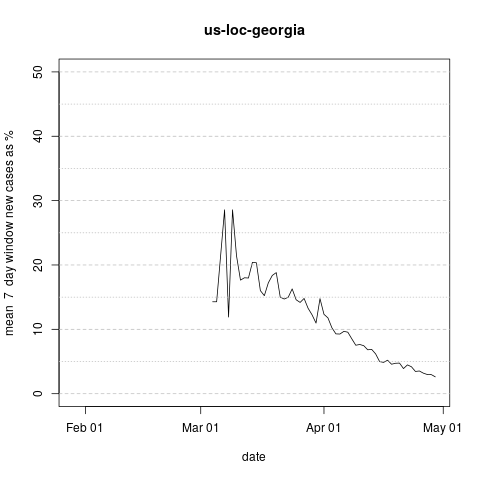 us-loc-georgia
mean 7 day window new cases as %
50
40
30
20
10
0
Feb 01
Mar 01
Apr 01
May 01
date